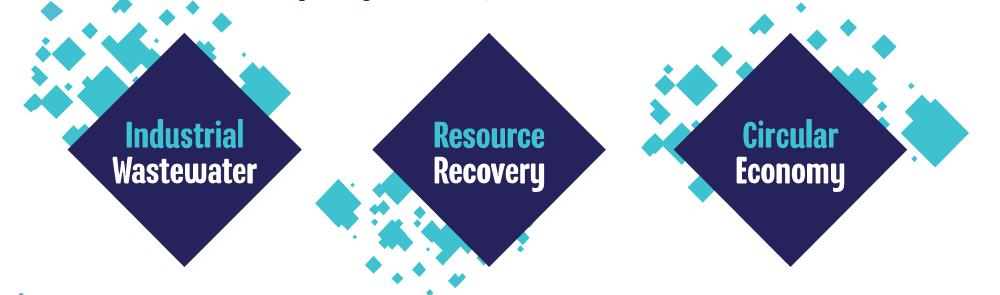 Industrial
Wastewater
Resource
Recovery
Circular
Economy